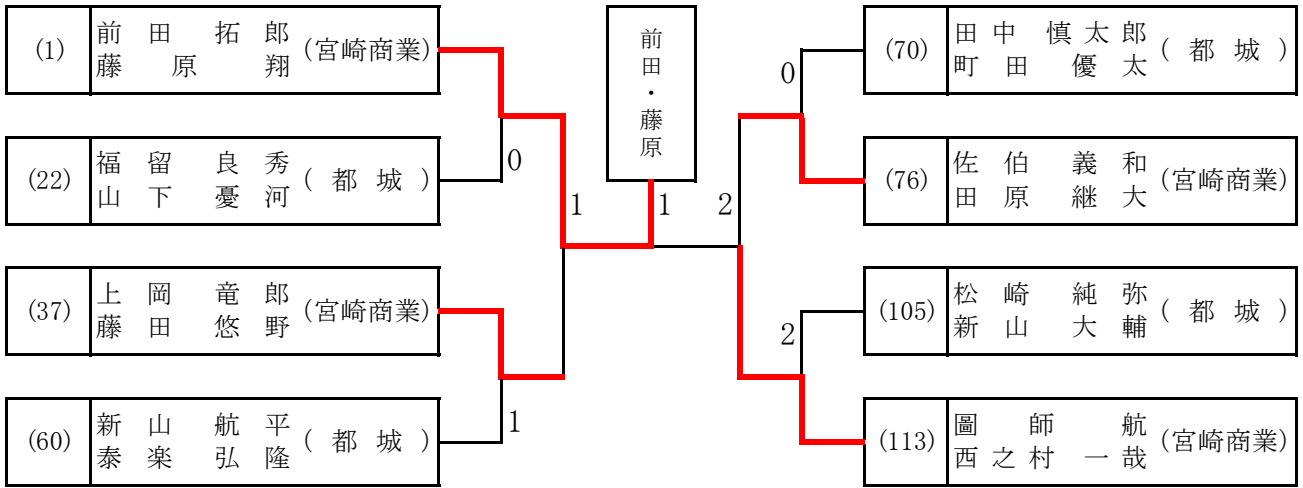 (1) 前田拓郎 (宮崎商業)
藤原翔
0
(22) 福留良秀 (都城)
山下憂河
1
(37) 上岡竜郎 (宮崎商業)
藤田悠野
1
(60) 新山航平 (都城)
泰楽弘隆
前田・藤原
1
2
(70) 田中慎太郎 (都城)
町田優太
0
(76) 佐伯義和 (宮崎商業)
田原継大
(105) 松崎純弥 (都城)
新山大輔
2
(113) 圖師航 (宮崎商業)
西之村一哉